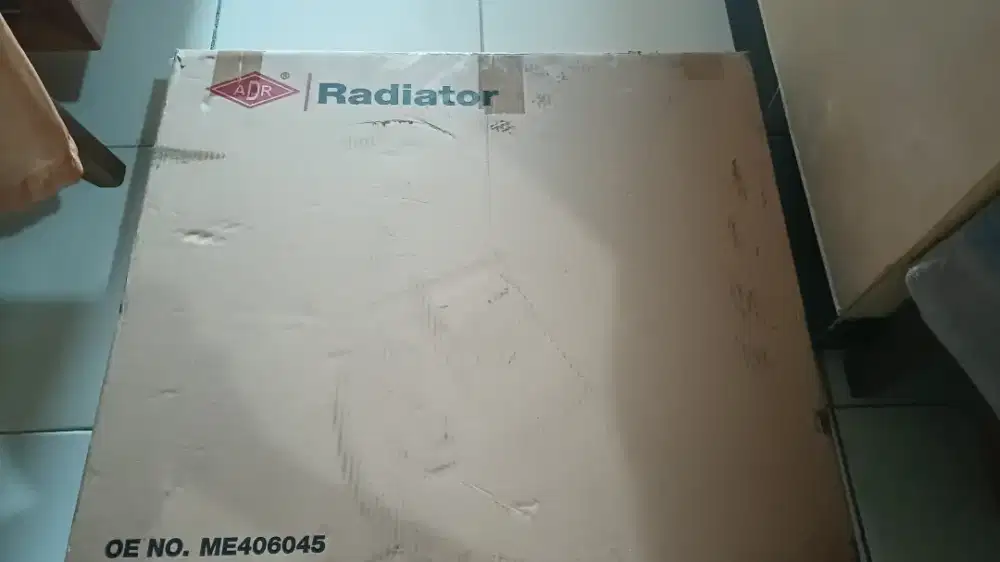 ADR ® Radiator
OE NO. ME406045